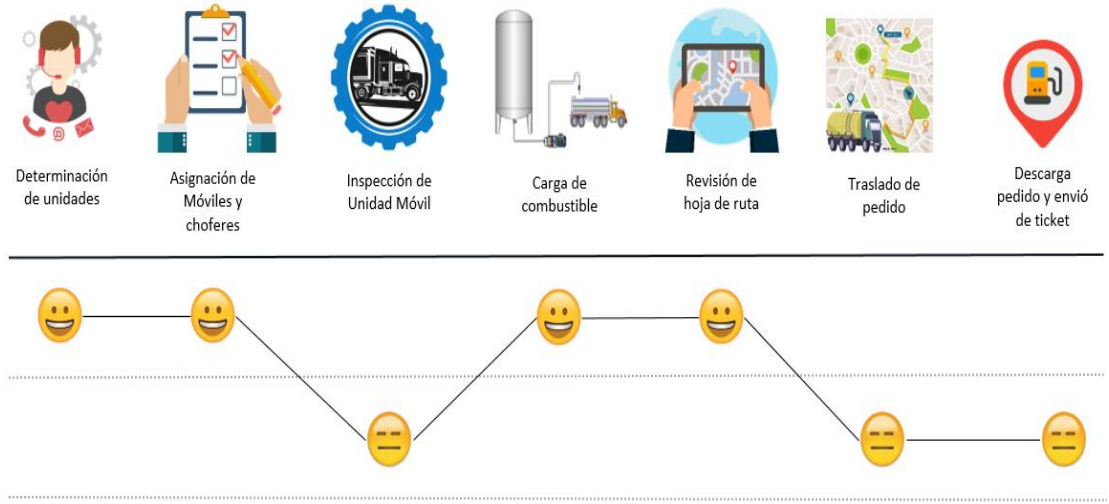 Determinación
de unidades
Asignación de
Móviles y
choferes
Inspección de
Unidad Móvil
Carga de
combustible
Revisión de
hoja de ruta
Traslado de
pedido
Descarga
pedido y envió
de ticket